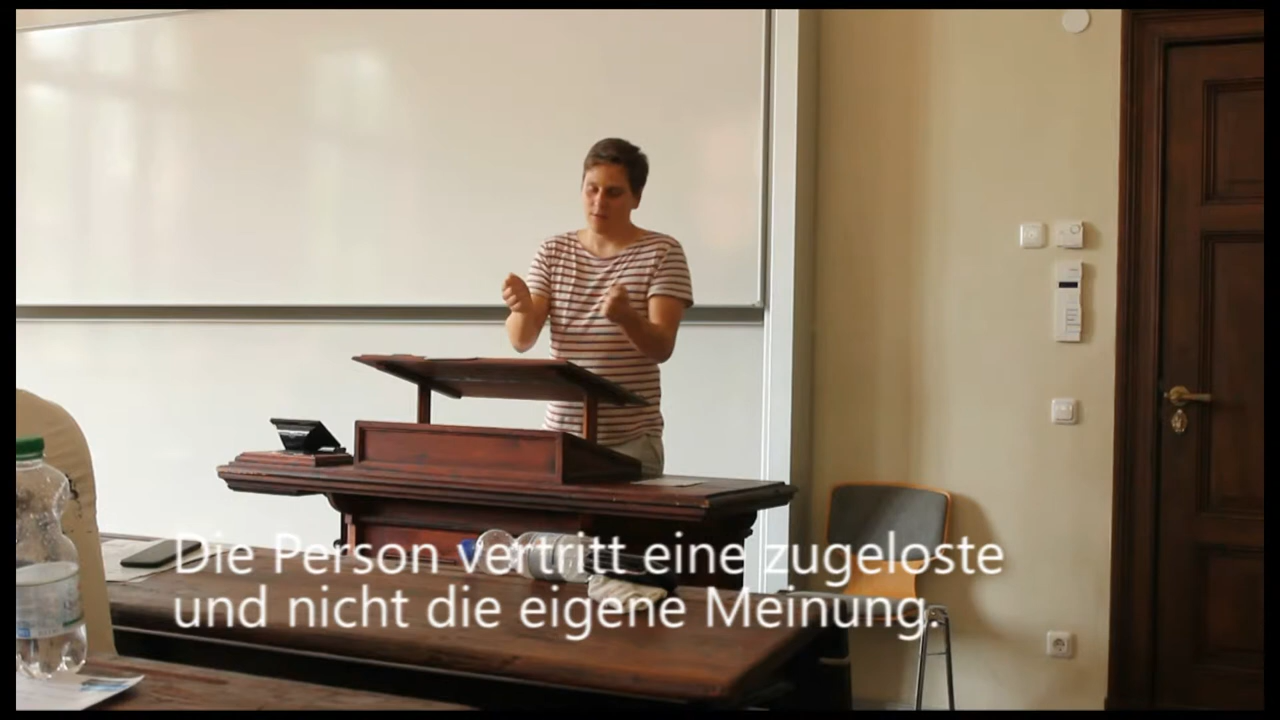 Die Person vertritt eine zugeloste
und nicht die eigene Meinung.